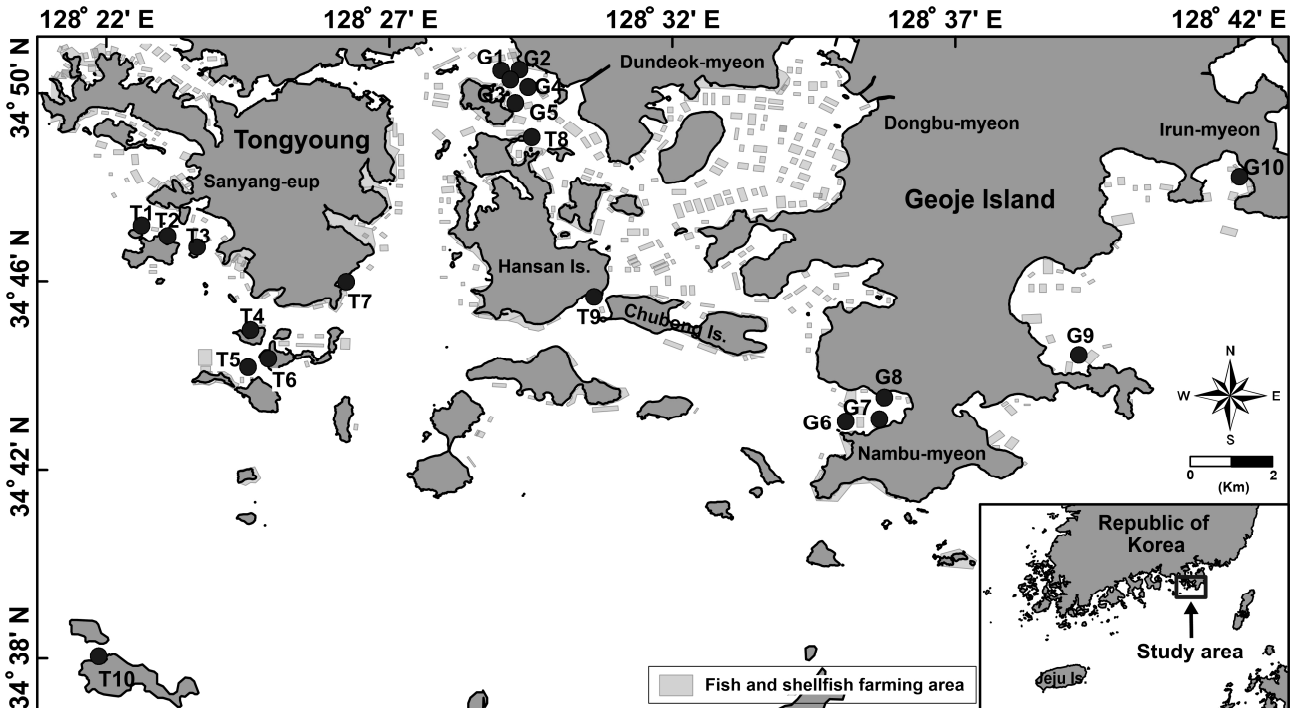 128° 22' E 128° 27' E 128° 32' E 128° 37' E 128° 42' E
34° 50' N
34° 46' N
34° 42' N
34° 38' N
G1 G2
G3 G4
G5
T8
Dundeok-myeon
Dongbu-myeon
Irun-myeon
G10
Tongyoung
Sanyang-eup
Geoje Island
T1 T2
T3
Hansan Is.
T7
T9
Chubong Is.
T4
T5
T6
G9
G8
G7
G6
Nambu-myeon
N
W E
S
0 2
(Km)
T10
Fish and shellfish farming area
Republic of
Korea
Study area
Jeju Is.